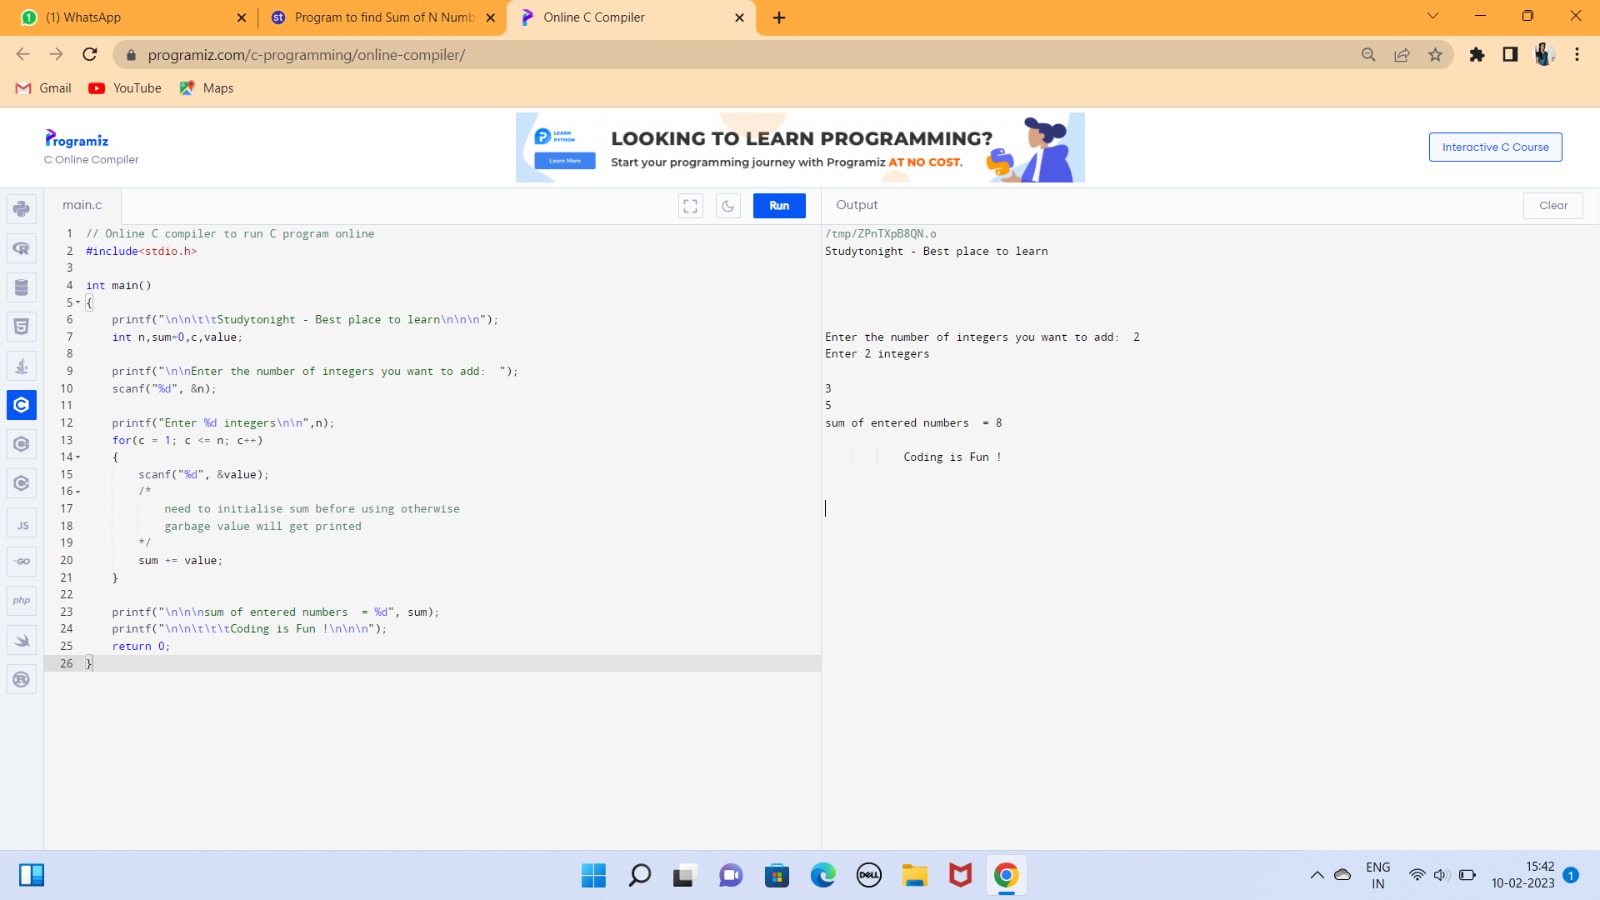 (1) WhatsApp
Program to find Sum of N Numb
Online C Compiler
programiz.com/c-programming/online-compiler/
Gmail
YouTube
Maps
Programiz
C Online Compiler
LEARN
PYTHON
Learn More
LOOKING TO LEARN PROGRAMMING?
Start your programming journey with Programiz AT NO COST.
Interactive C Course
main.c
Run
Output
Clear
1 // Online C compiler to run C program online
2 #include<stdio.h>
3
4 int main()
5 {
6 printf("\n\n\t\tStudytonight - Best place to learn\n\n\n");
7 int n,sum=0,c,value;
8
9 printf("\n\nEnter the number of integers you want to add:  ");
10 scanf("%d", &n);
11
12 printf("Enter %d integers\n\n",n);
13 for(c = 1; c <= n; c++)
14 {
15 scanf("%d", &value);
16 /*
17 need to initialise sum before using otherwise
18 garbage value will get printed
19 */
20 sum += value;
21 }
22
23 printf("\n\n\nsum of entered numbers  = %d", sum);
24 printf("\n\n\t\t\tCoding is Fun !\n\n\n");
25 return 0;
26 }
/tmp/ZPnTXpB8QN.o
Studytonight - Best place to learn
Enter the number of integers you want to add:  2
Enter 2 integers
3
5
sum of entered numbers  = 8
Coding is Fun !
JS
GO
php
DELL
ENG
IN
15:42
10-02-2023
1